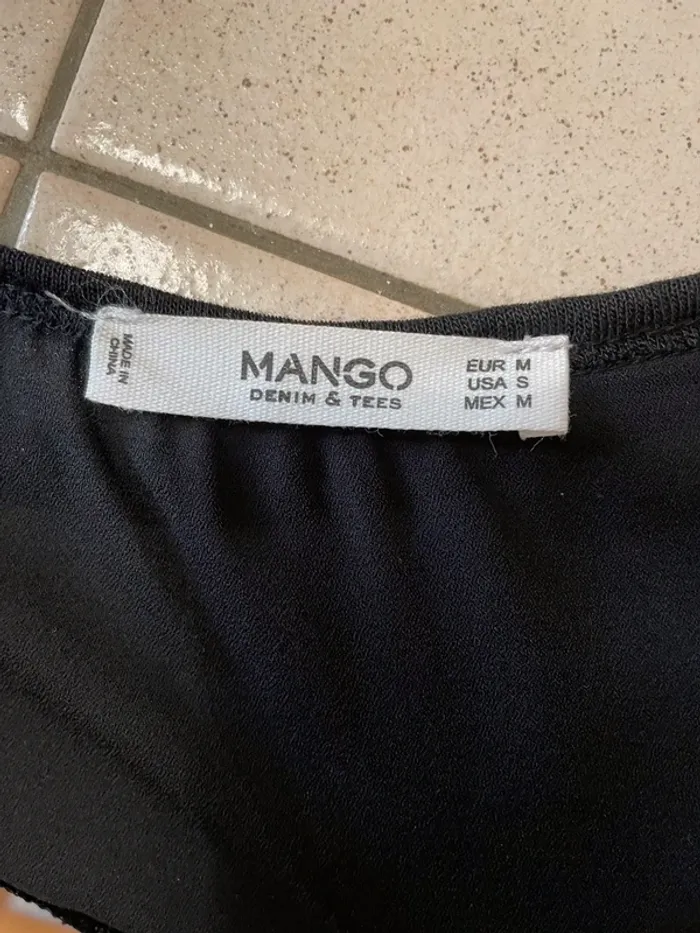 MADE IN
CHINA
MANGO
DENIM & TEES
EUR M
USA S
MEX M